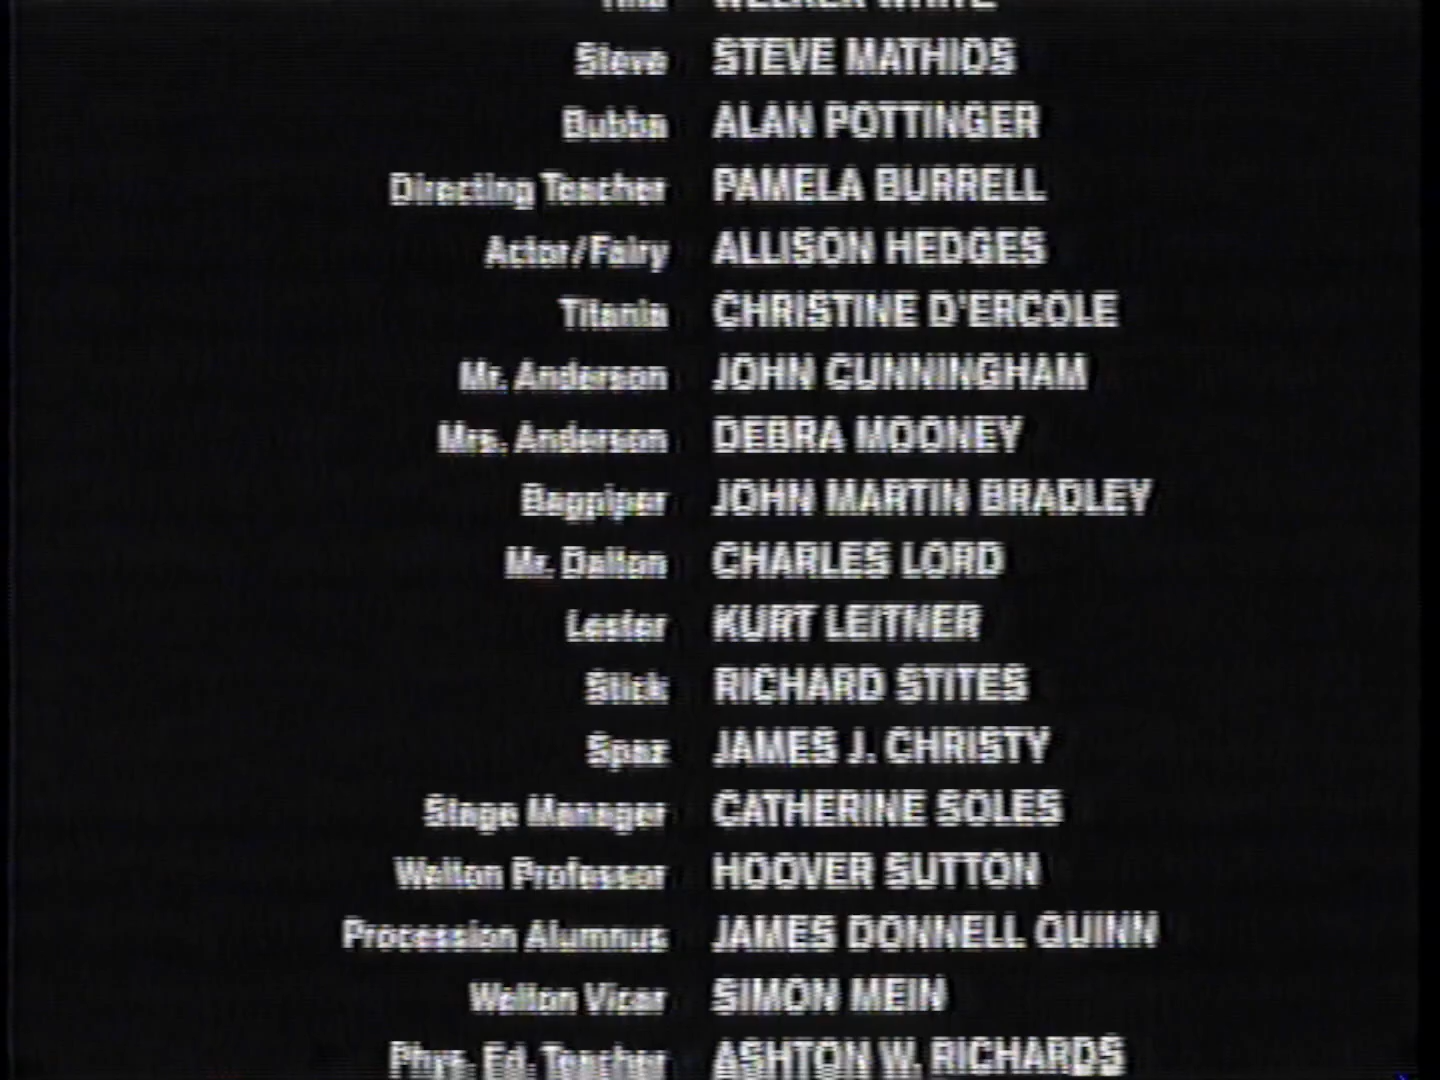 Tina WELKER WHITE
Steve STEVE MATHIOS
Bubba ALAN POTTINGER
Directing Teacher PAMELA BURRELL
Actor/Fairy ALLISON HEDGES
Titania CHRISTINE D'ERCOLE
Mr. Anderson JOHN CUNNINGHAM
Mrs. Anderson DEBRA MOONEY
Bagpiper JOHN MARTIN BRADLEY
Mr. Dalton CHARLES LORD
Lester KURT LEITNER
Stick RICHARD STITES
Spaz JAMES J. CHRISTY
Stage Manager CATHERINE SOLES
Welton Professor HOOVER SUTTON
Procession Alumnus JAMES DONNELL QUINN
Welton Vicar SIMON MEIN
Phys. Ed. Teacher ASHTON W. RICHARDS